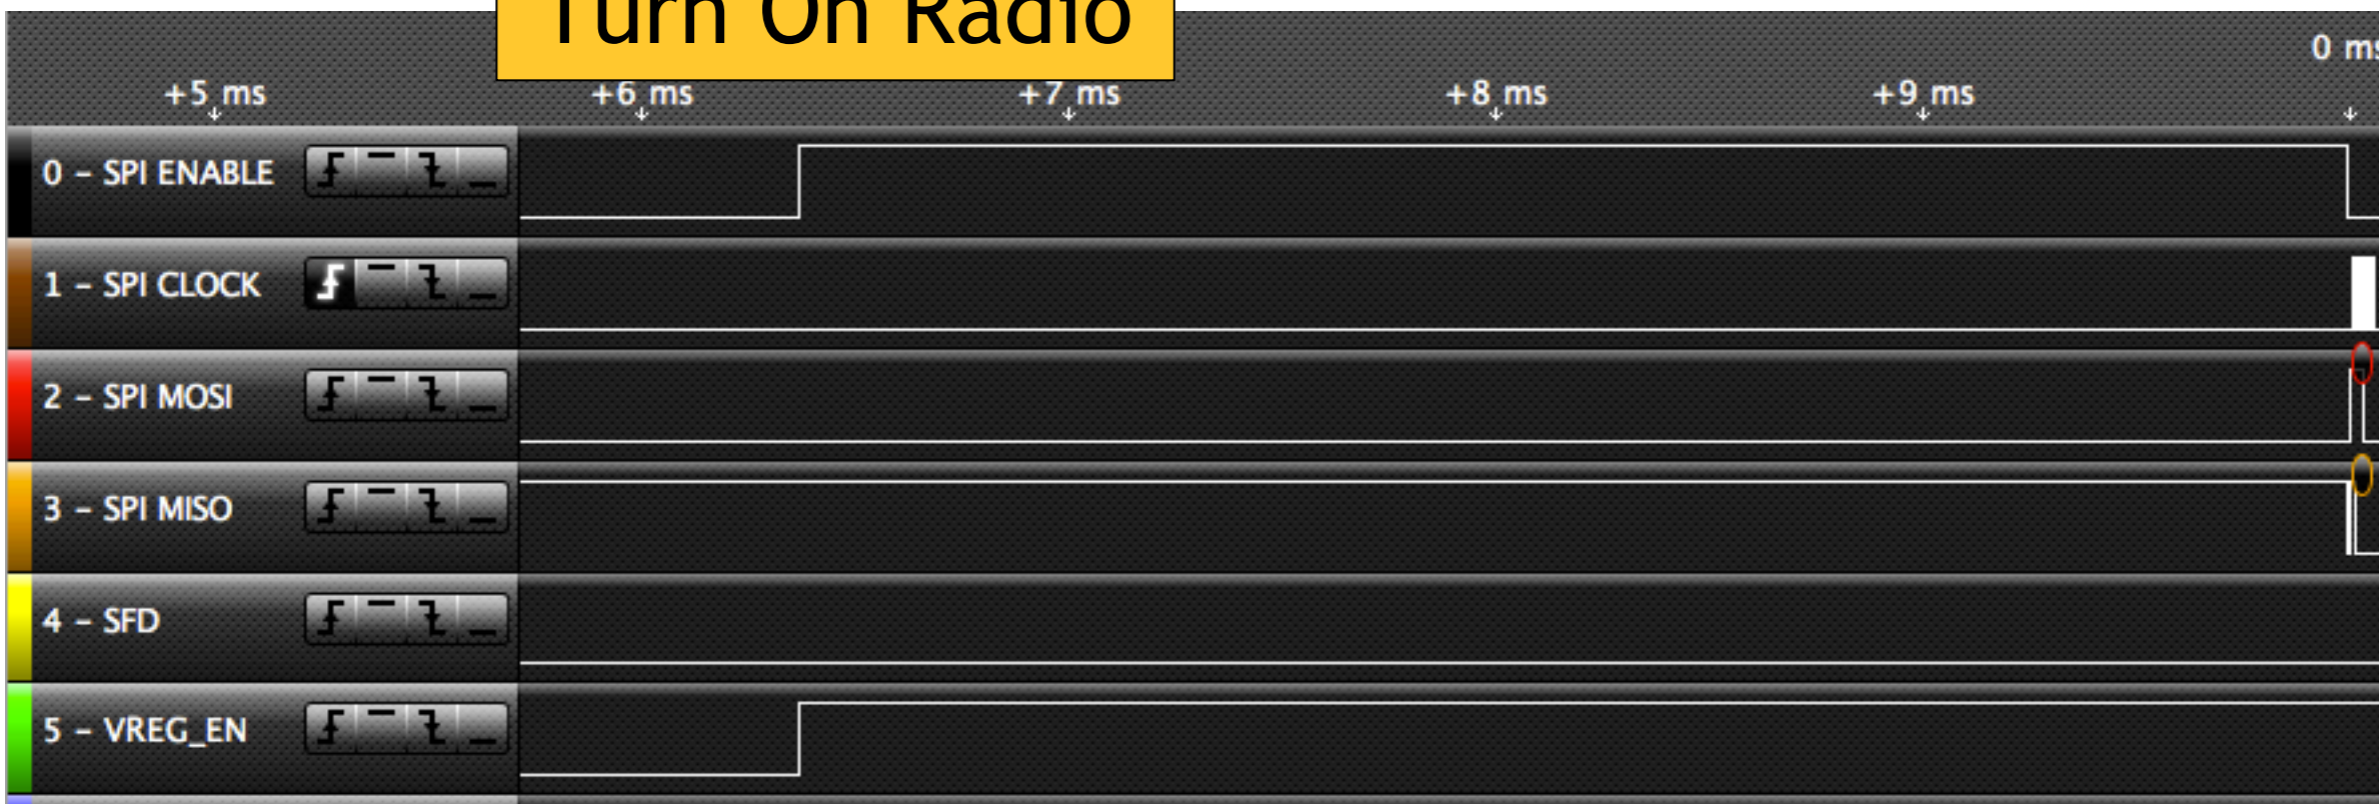 Turn On Radio
0 ms
+5 ms +6 ms +7 ms +8 ms +9 ms
0 – SPI ENABLE
1 – SPI CLOCK
2 – SPI MOSI
3 – SPI MISO
4 – SFD
5 – VREG_EN